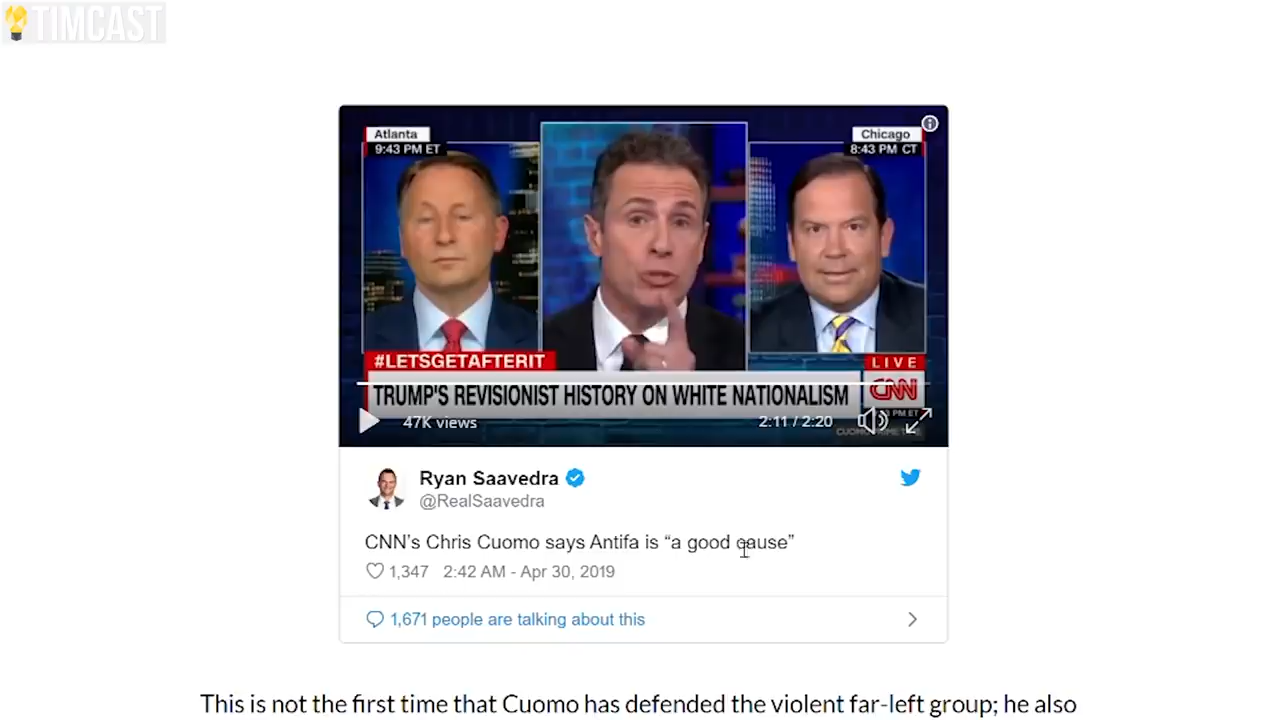 TIMCAST
Atlanta
9:43 PM ET
Chicago
8:43 PM CT
#LETSGETAFTERIT
LIVE
TRUMP'S REVISIONIST HISTORY ON WHITE NATIONALISM
CNN
47K views
2:11 / 2:20
PM ET
Ryan Saavedra
@RealSaavedra
CNN's Chris Cuomo says Antifa is “a good cause”
1,347 2:42 AM - Apr 30, 2019
1,671 people are talking about this
This is not the first time that Cuomo has defended the violent far-left group; he also